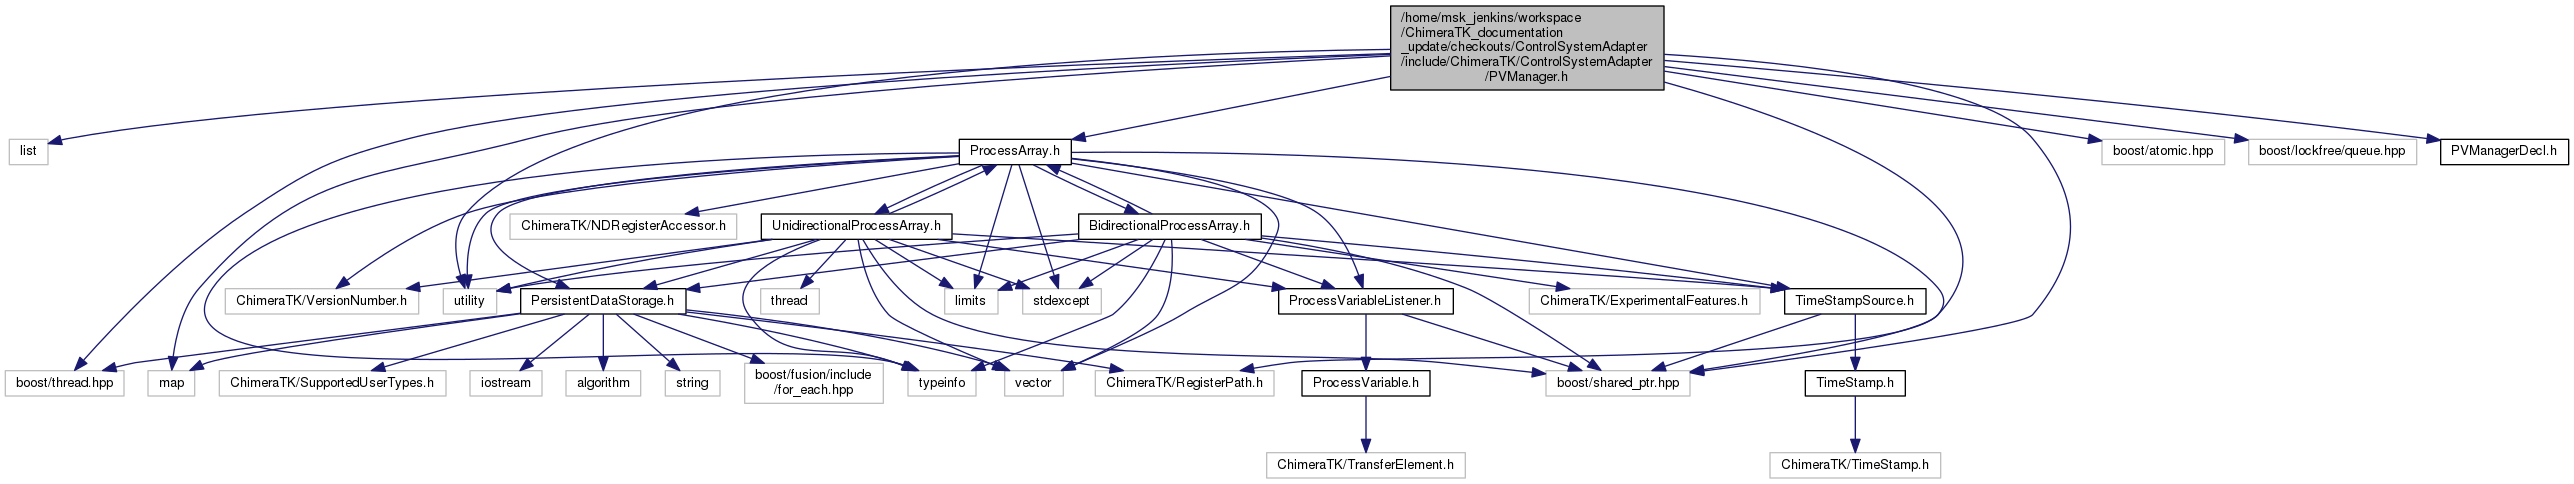 /home/msk_jenkins/workspace
/ChimeraTK_documentation
_update/checkouts/ControlSystemAdapter
/include/ChimeraTK/ControlSystemAdapter
/PVManager.h
list
ProcessArray.h
boost/atomic.hpp
boost/lockfree/queue.hpp
PVManagerDecl.h
ChimeraTK/NDRegisterAccessor.h
UnidirectionalProcessArray.h
BidirectionalProcessArray.h
ChimeraTK/VersionNumber.h
utility
PersistentDataStorage.h
thread
limits
stdexcept
ProcessVariableListener.h
ChimeraTK/ExperimentalFeatures.h
TimeStampSource.h
boost/thread.hpp
map
ChimeraTK/SupportedUserTypes.h
iostream
algorithm
string
boost/fusion/include
/for_each.hpp
typeinfo
vector
ChimeraTK/RegisterPath.h
ProcessVariable.h
boost/shared_ptr.hpp
TimeStamp.h
ChimeraTK/TransferElement.h
ChimeraTK/TimeStamp.h